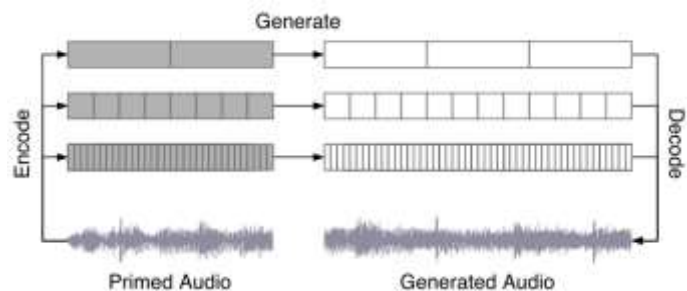 Generate
Encode
Decode
Primed Audio
Generated Audio